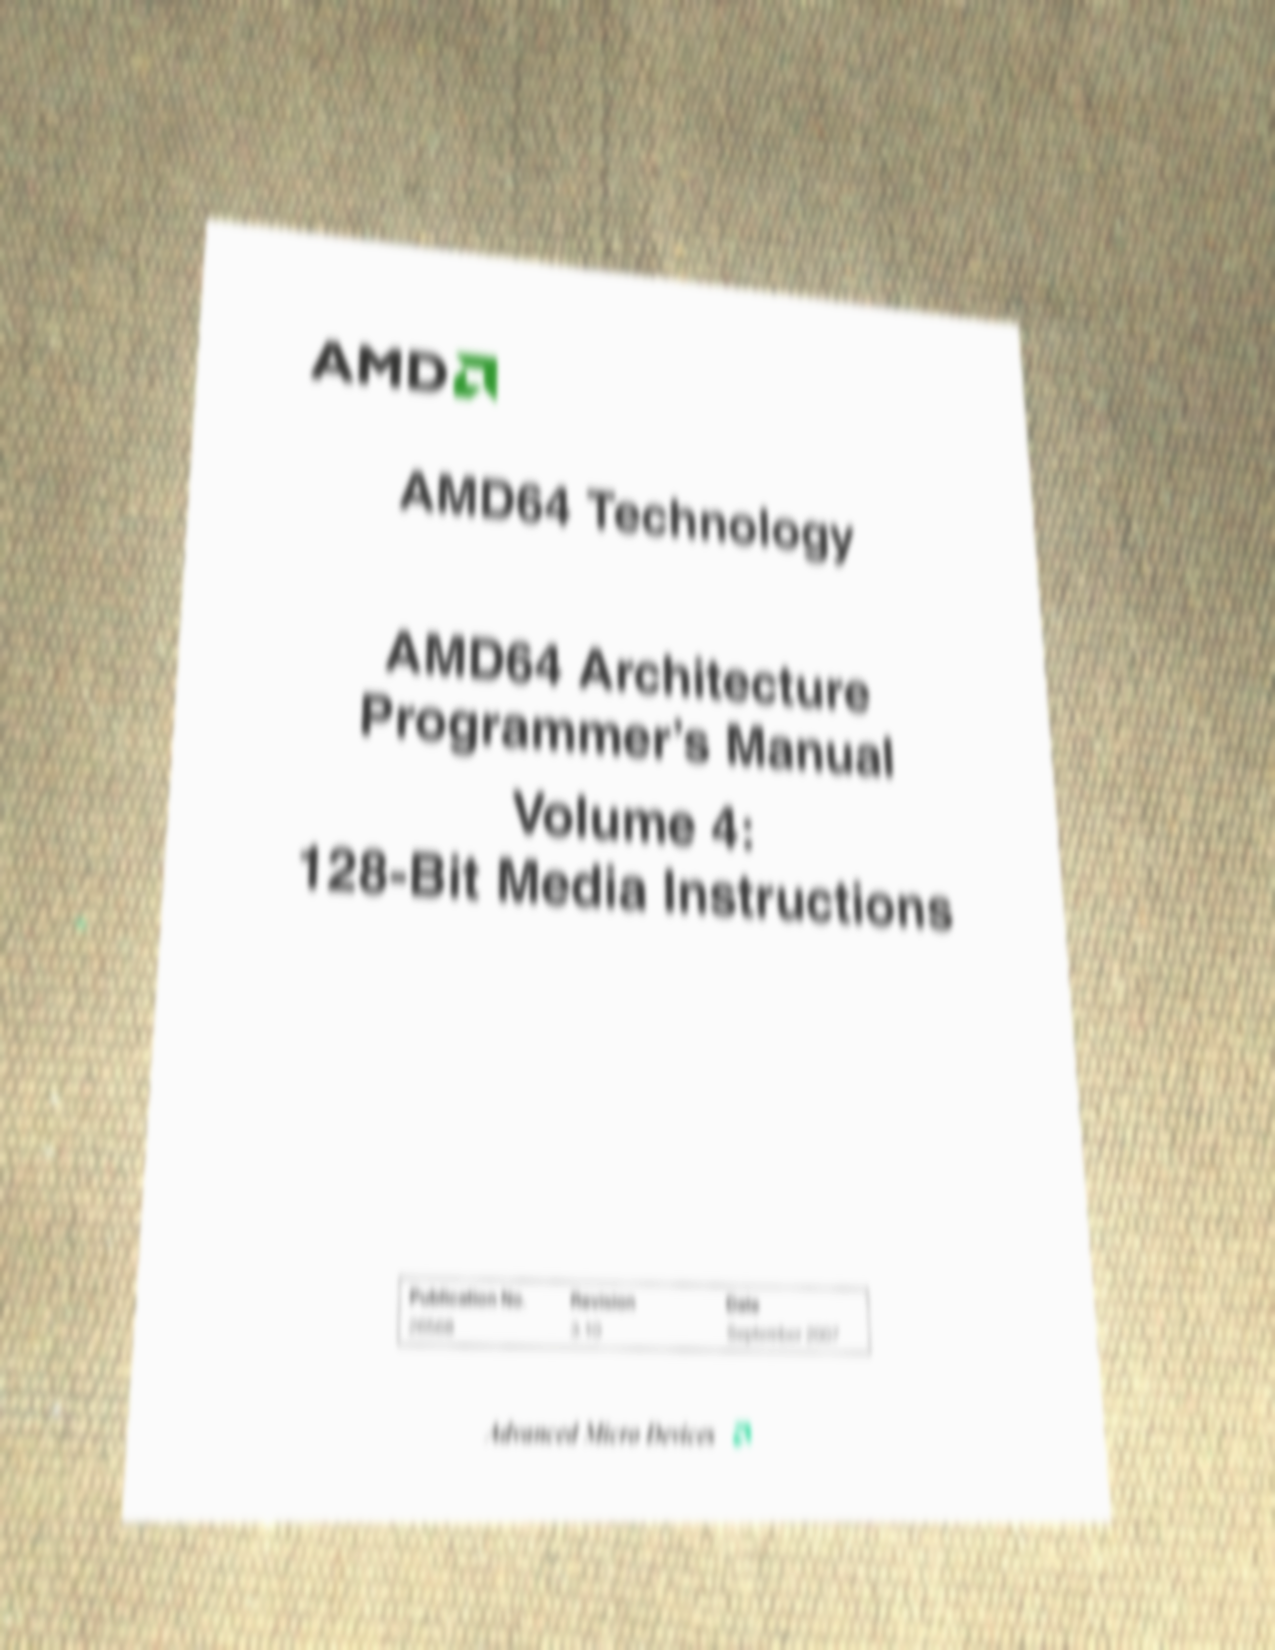 AMD
AMD64 Technology
AMD64 Architecture
Programmer's Manual
Volume 4:
128-Bit Media Instructions
Publication No. Revision Date
3.10 September 2007
Advanced Micro Devices